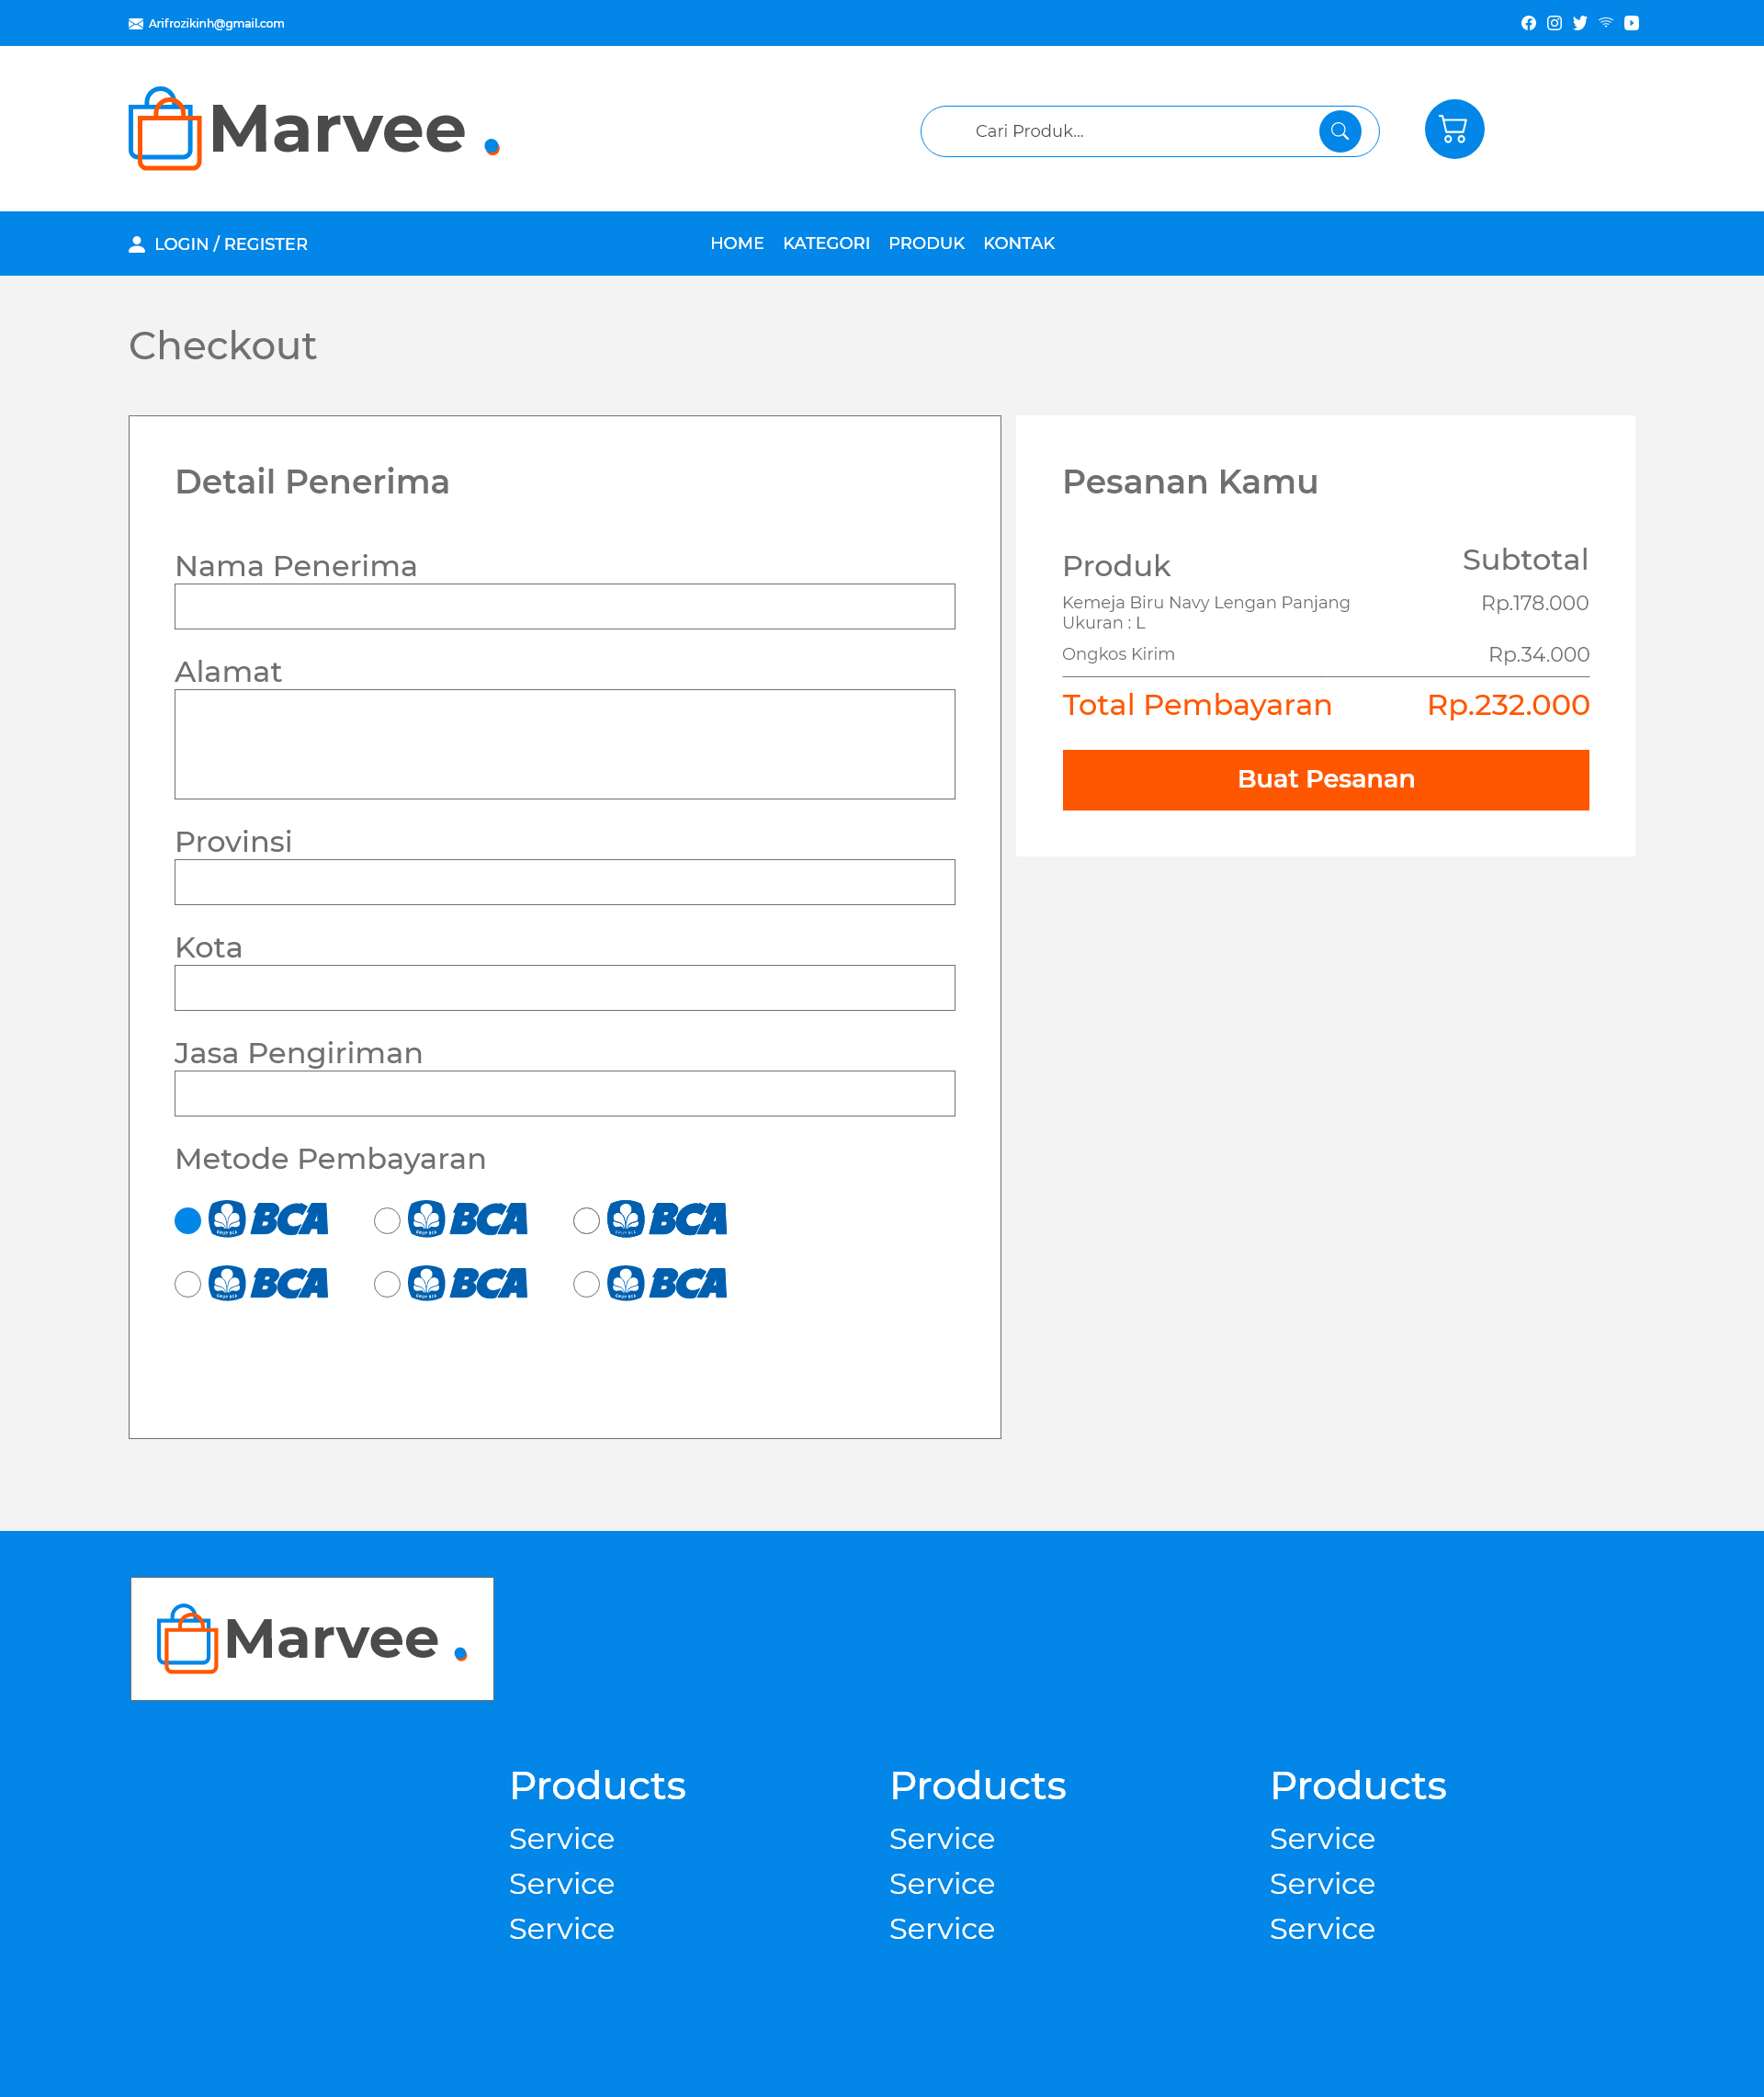 Arifrozikinh@gmail.com
Marvee .
Cari Produk...
LOGIN / REGISTER
HOME KATEGORI PRODUK KONTAK
Checkout
Detail Penerima
Nama Penerima
Alamat
Provinsi
Kota
Jasa Pengiriman
Metode Pembayaran
BCA BCA BCA
BCA BCA BCA
Pesanan Kamu
Produk Subtotal
Kemeja Biru Navy Lengan Panjang Rp.178.000
Ukuran : L
Ongkos Kirim Rp.34.000
Total Pembayaran Rp.232.000
Buat Pesanan
Marvee .
Products Products Products
Service Service Service
Service Service Service
Service Service Service